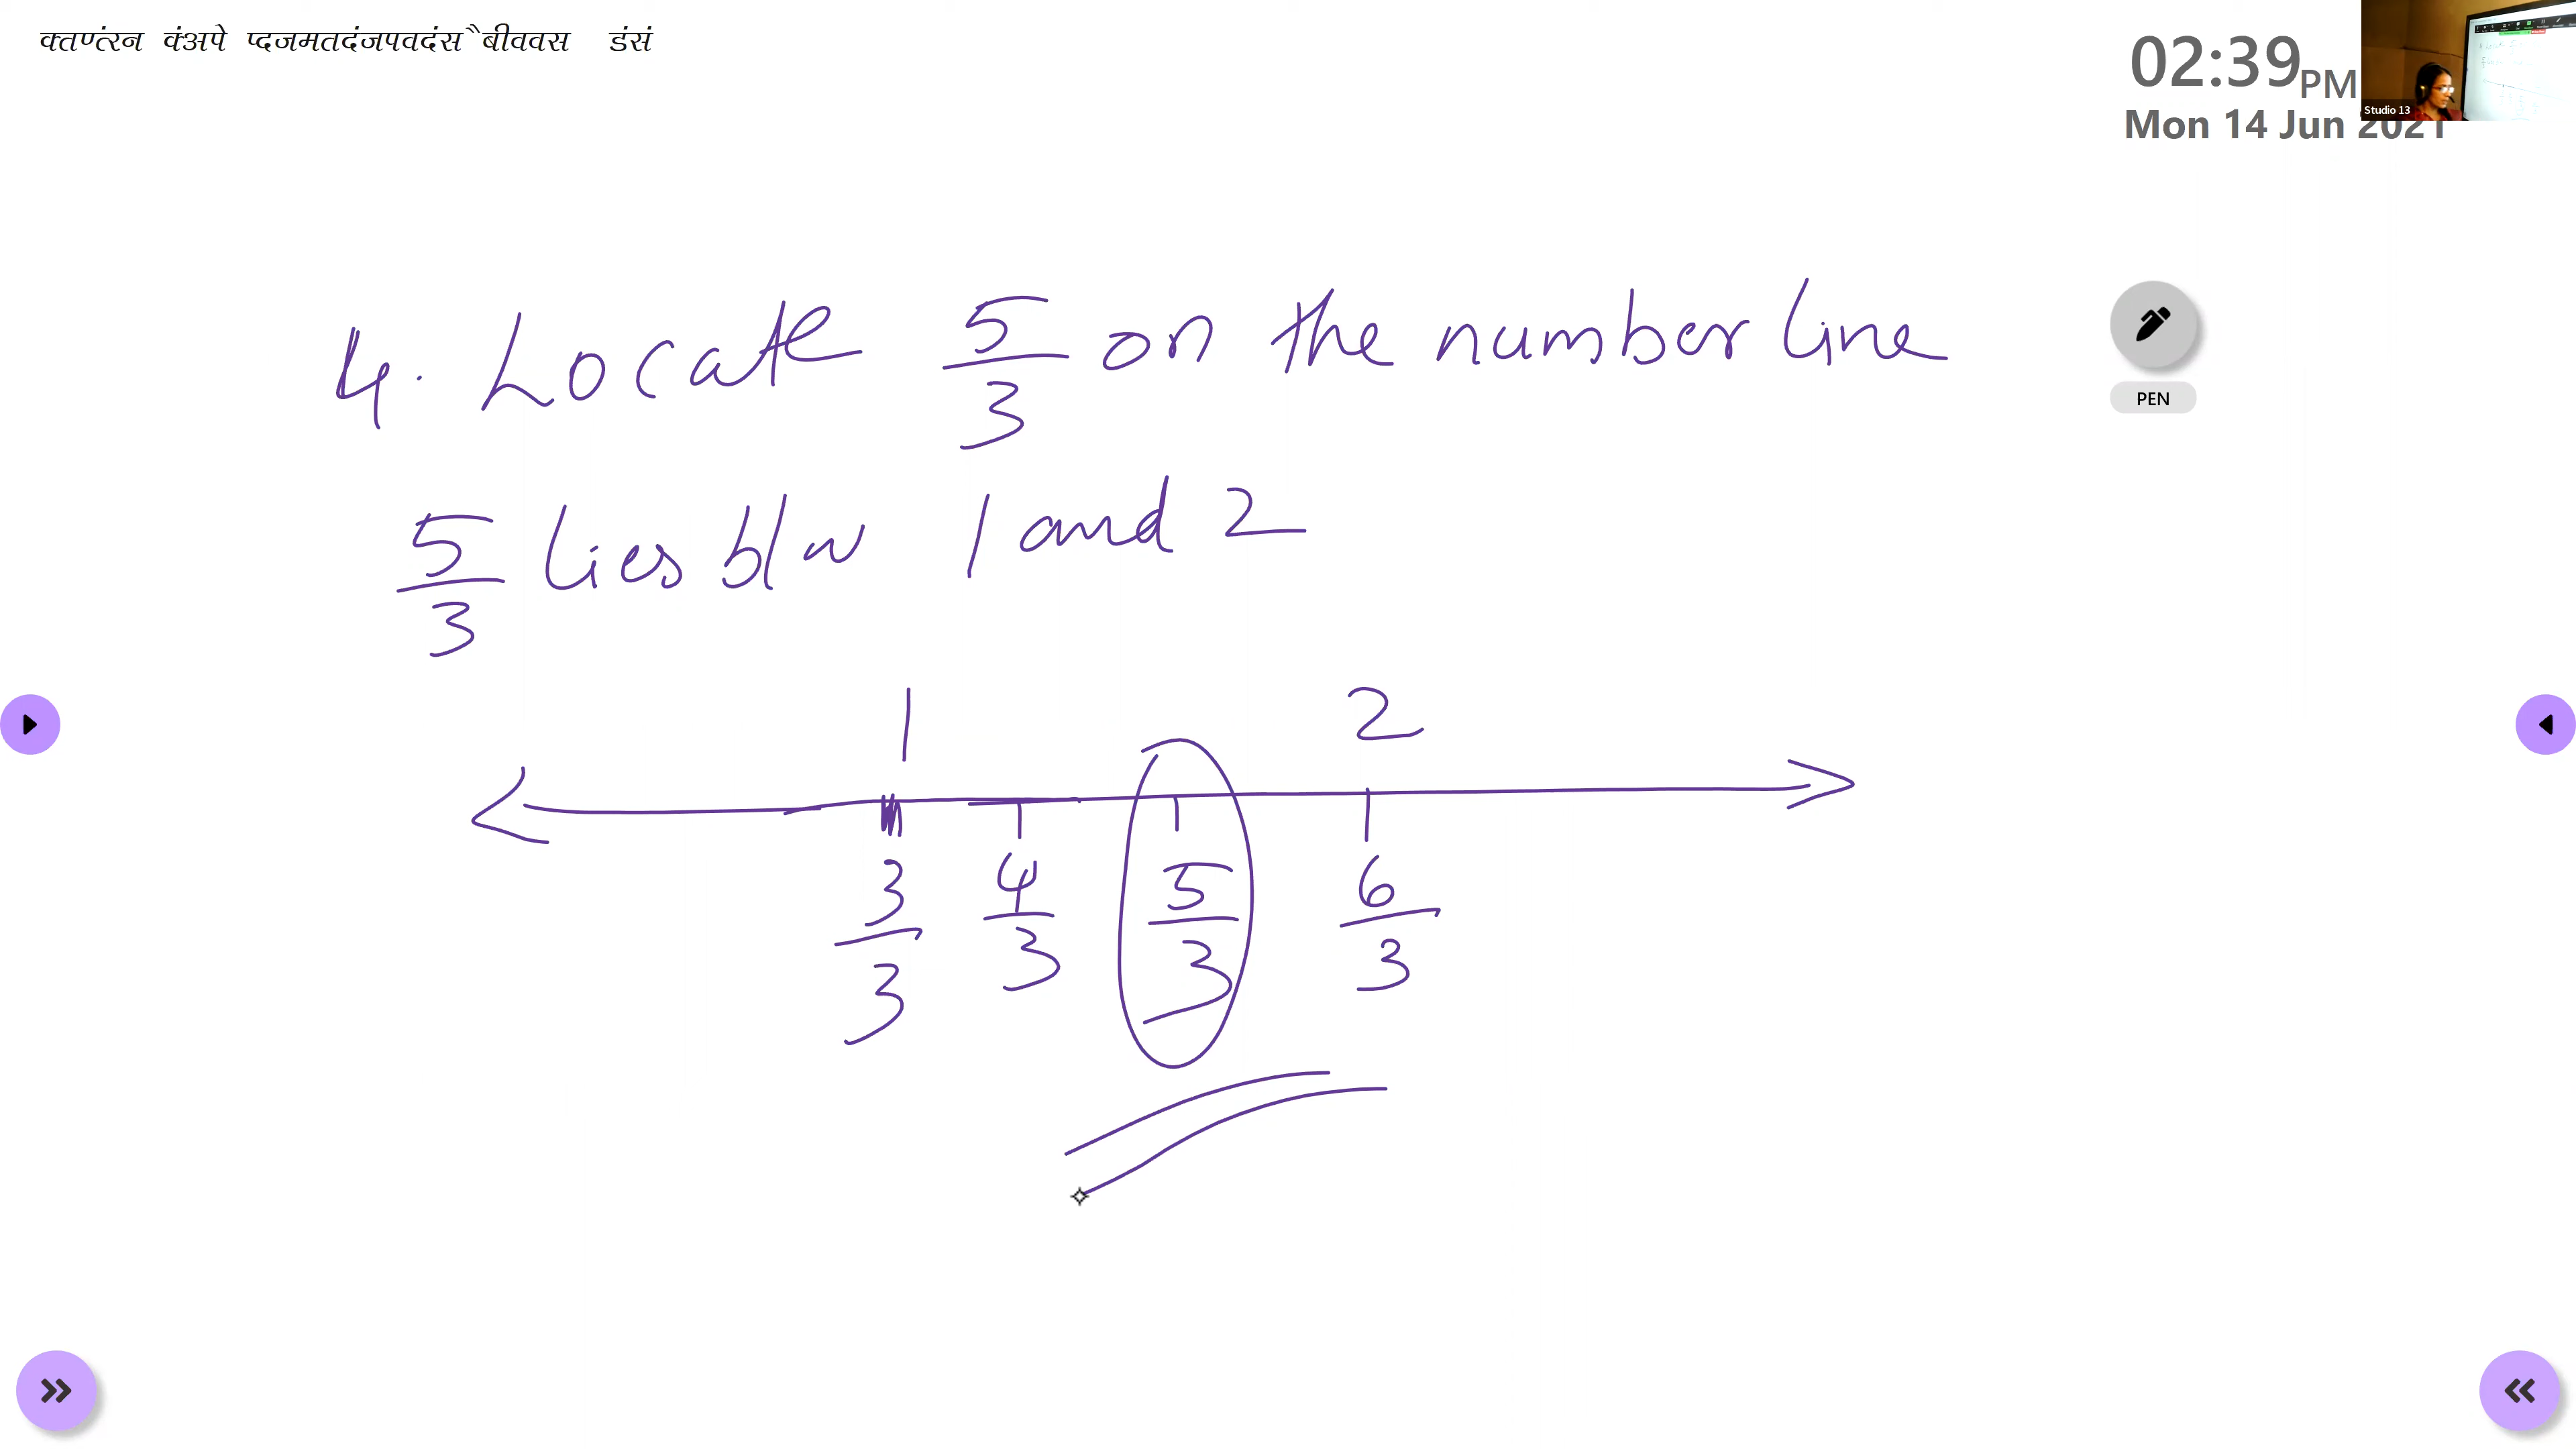 क्तण्तंरन कंअपे प्दजमतदंजपवदंस ैबीववस डंसं
02:39 PM
Mon 14 Jun 2021
Studio 13
4. Locate 5/3 on the number line
PEN
5/3 lies b/w 1 and 2
1 2
3/3 4/3 5/3 6/3